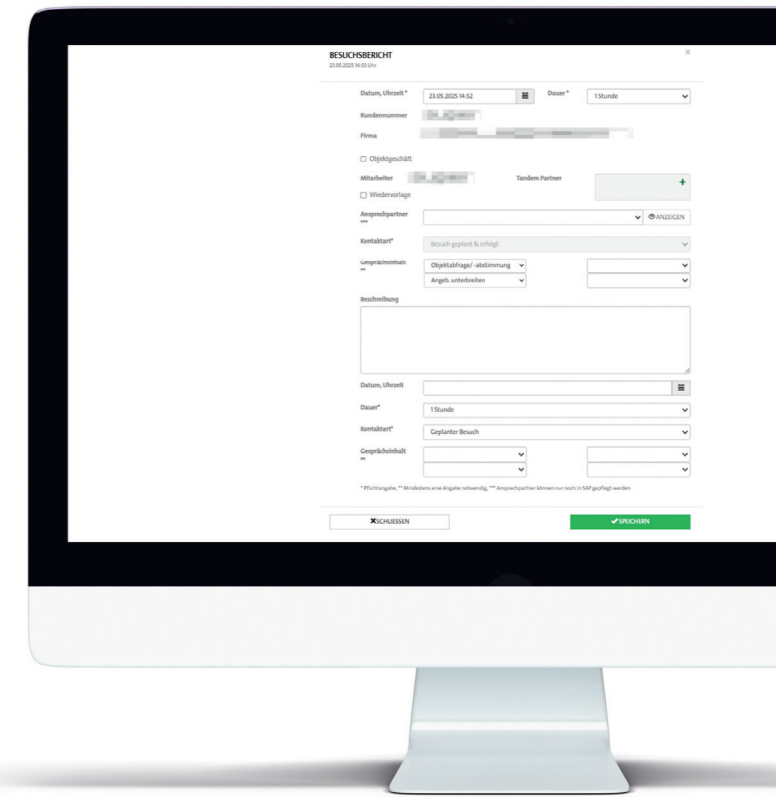 BESUCHSBERICHT ×
23.05.2025 14:53 Uhr
Datum, Uhrzeit * 23.05.2025 14:52 Dauer * 1 Stunde
Kundennummer
Firma
Objektgeschäft
Mitarbeiter Tandem Partner +
Wiedervorlage
Ansprechpartner *** ANZEIGEN
Kontaktart* Besuch geplant & erfolgt
Gesprächsinhalt ** Objektabfrage/ -abstimmung
Angeb. unterbreiten
Beschreibung
Datum, Uhrzeit
Dauer* 1 Stunde
Kontaktart* Geplanter Besuch
Gesprächsinhalt **
* Pflichtangabe, ** Mindestens eine Angabe notwendig, *** Ansprechpartner können nur noch in SAP gepflegt werden
SCHLIESSEN SPEICHERN